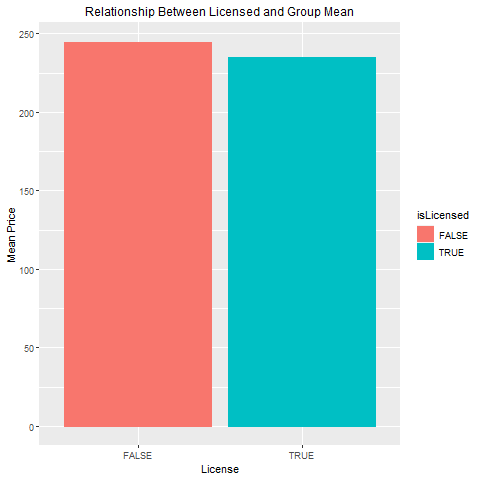 Relationship Between Licensed and Group Mean
250
200
150
100
50
0
Mean Price
FALSE
TRUE
License
isLicensed
FALSE
TRUE